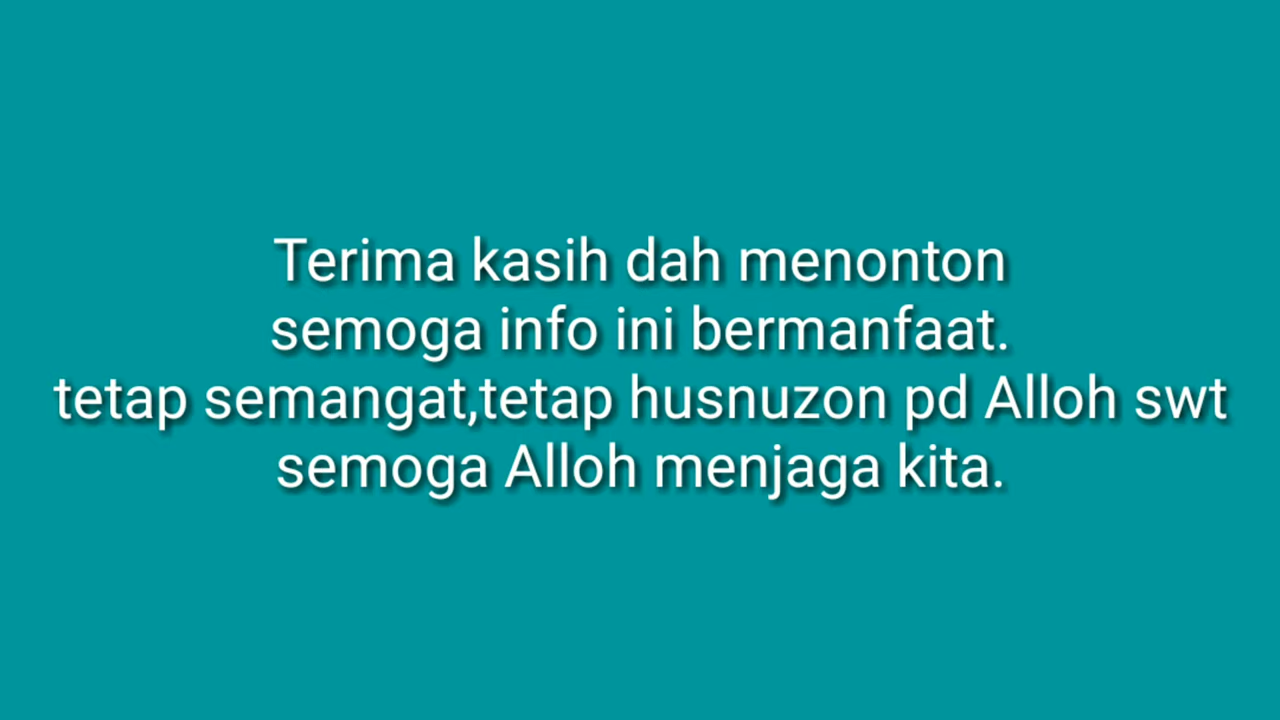 Terima kasih dah menonton
semoga info ini bermanfaat.
tetap semangat,tetap husnuzon pd Alloh swt
semoga Alloh menjaga kita.